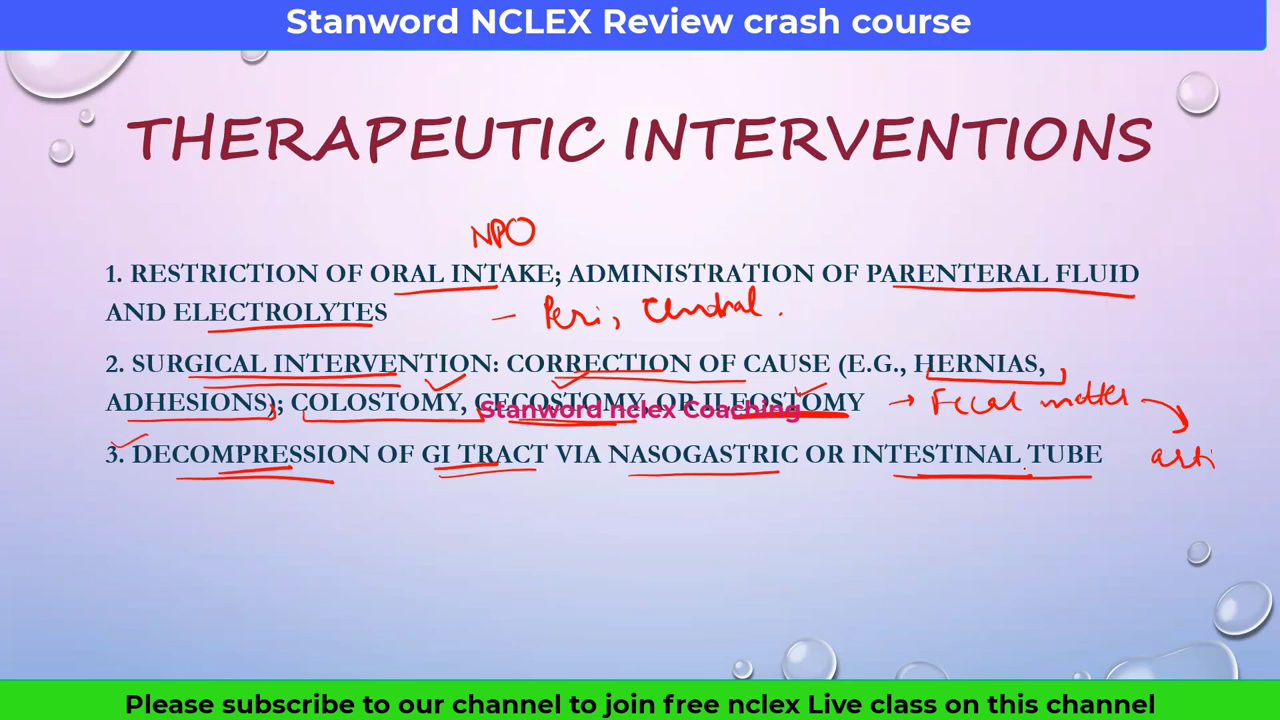 Stanword NCLEX Review crash course
THERAPEUTIC INTERVENTIONS
NPO
1. RESTRICTION OF ORAL INTAKE; ADMINISTRATION OF PARENTERAL FLUID
AND ELECTROLYTES
– Peri, Central.
2. SURGICAL INTERVENTION: CORRECTION OF CAUSE (E.G., HERNIAS,
ADHESIONS); COLOSTOMY, CECOSTOMY, OR ILEOSTOMY → Fecal matter
Stanword nclex Coaching
3. DECOMPRESSION OF GI TRACT VIA NASOGASTRIC OR INTESTINAL TUBE arti
Please subscribe to our channel to join free nclex Live class on this channel